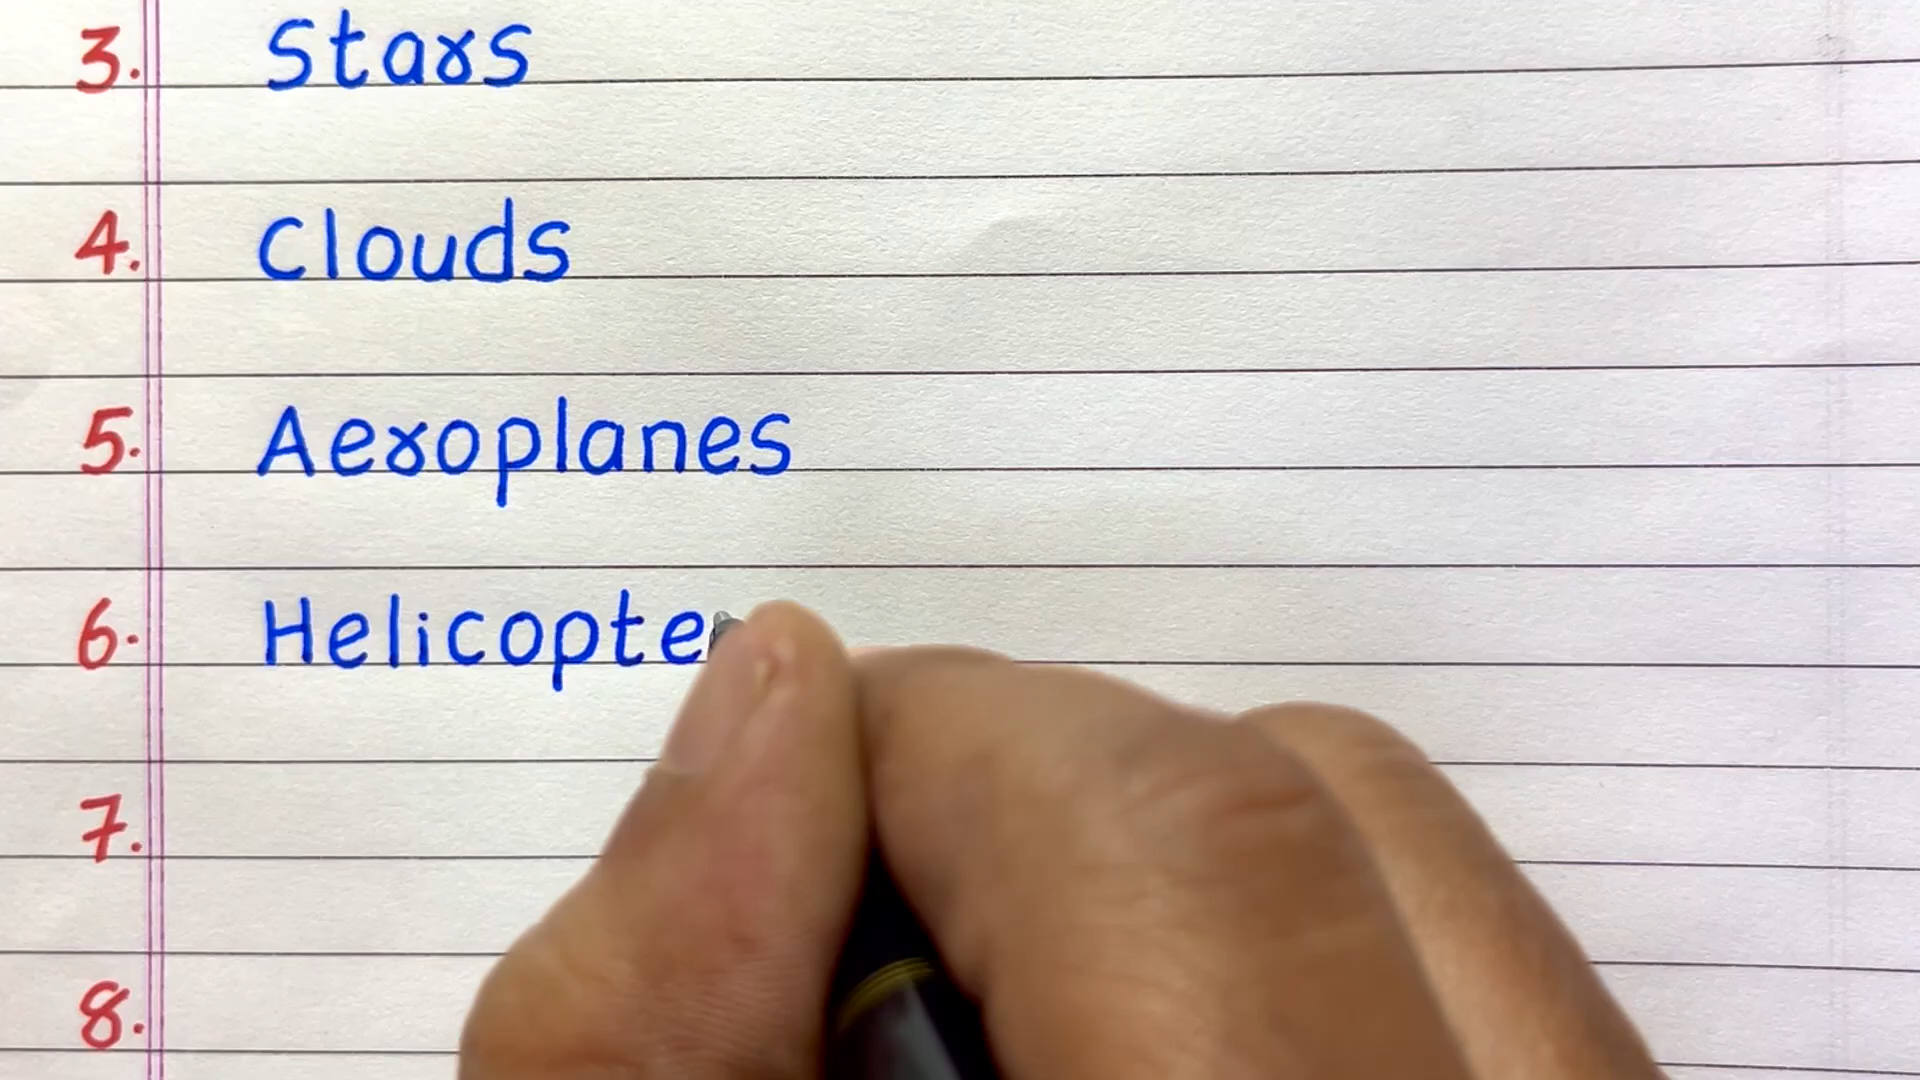 3. Stars
4. Clouds
5. Aeroplanes
6. Helicopte
7.
8.